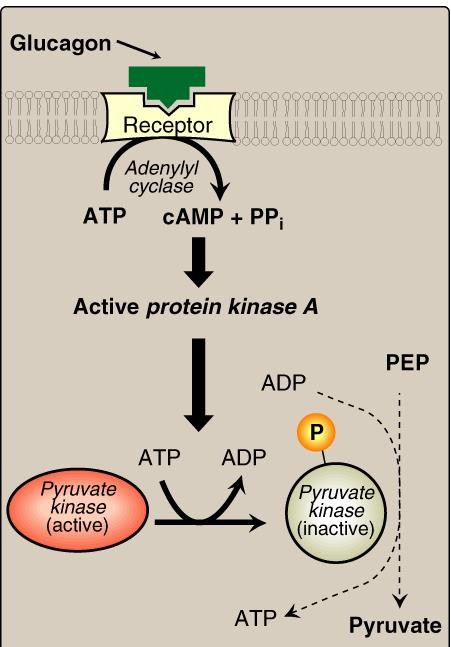 Glucagon
Receptor
Adenylyl
cyclase
ATP
cAMP + PPi
Active protein kinase A
PEP
ADP
P
ATP
ADP
Pyruvate
kinase
(active)
Pyruvate
kinase
(inactive)
ATP
Pyruvate